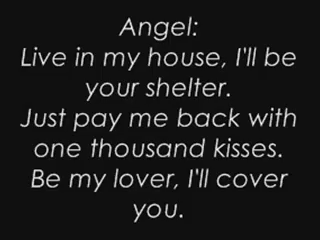 Angel:
Live in my house, I'll be
your shelter.
Just pay me back with
one thousand kisses.
Be my lover, I'll cover
you.